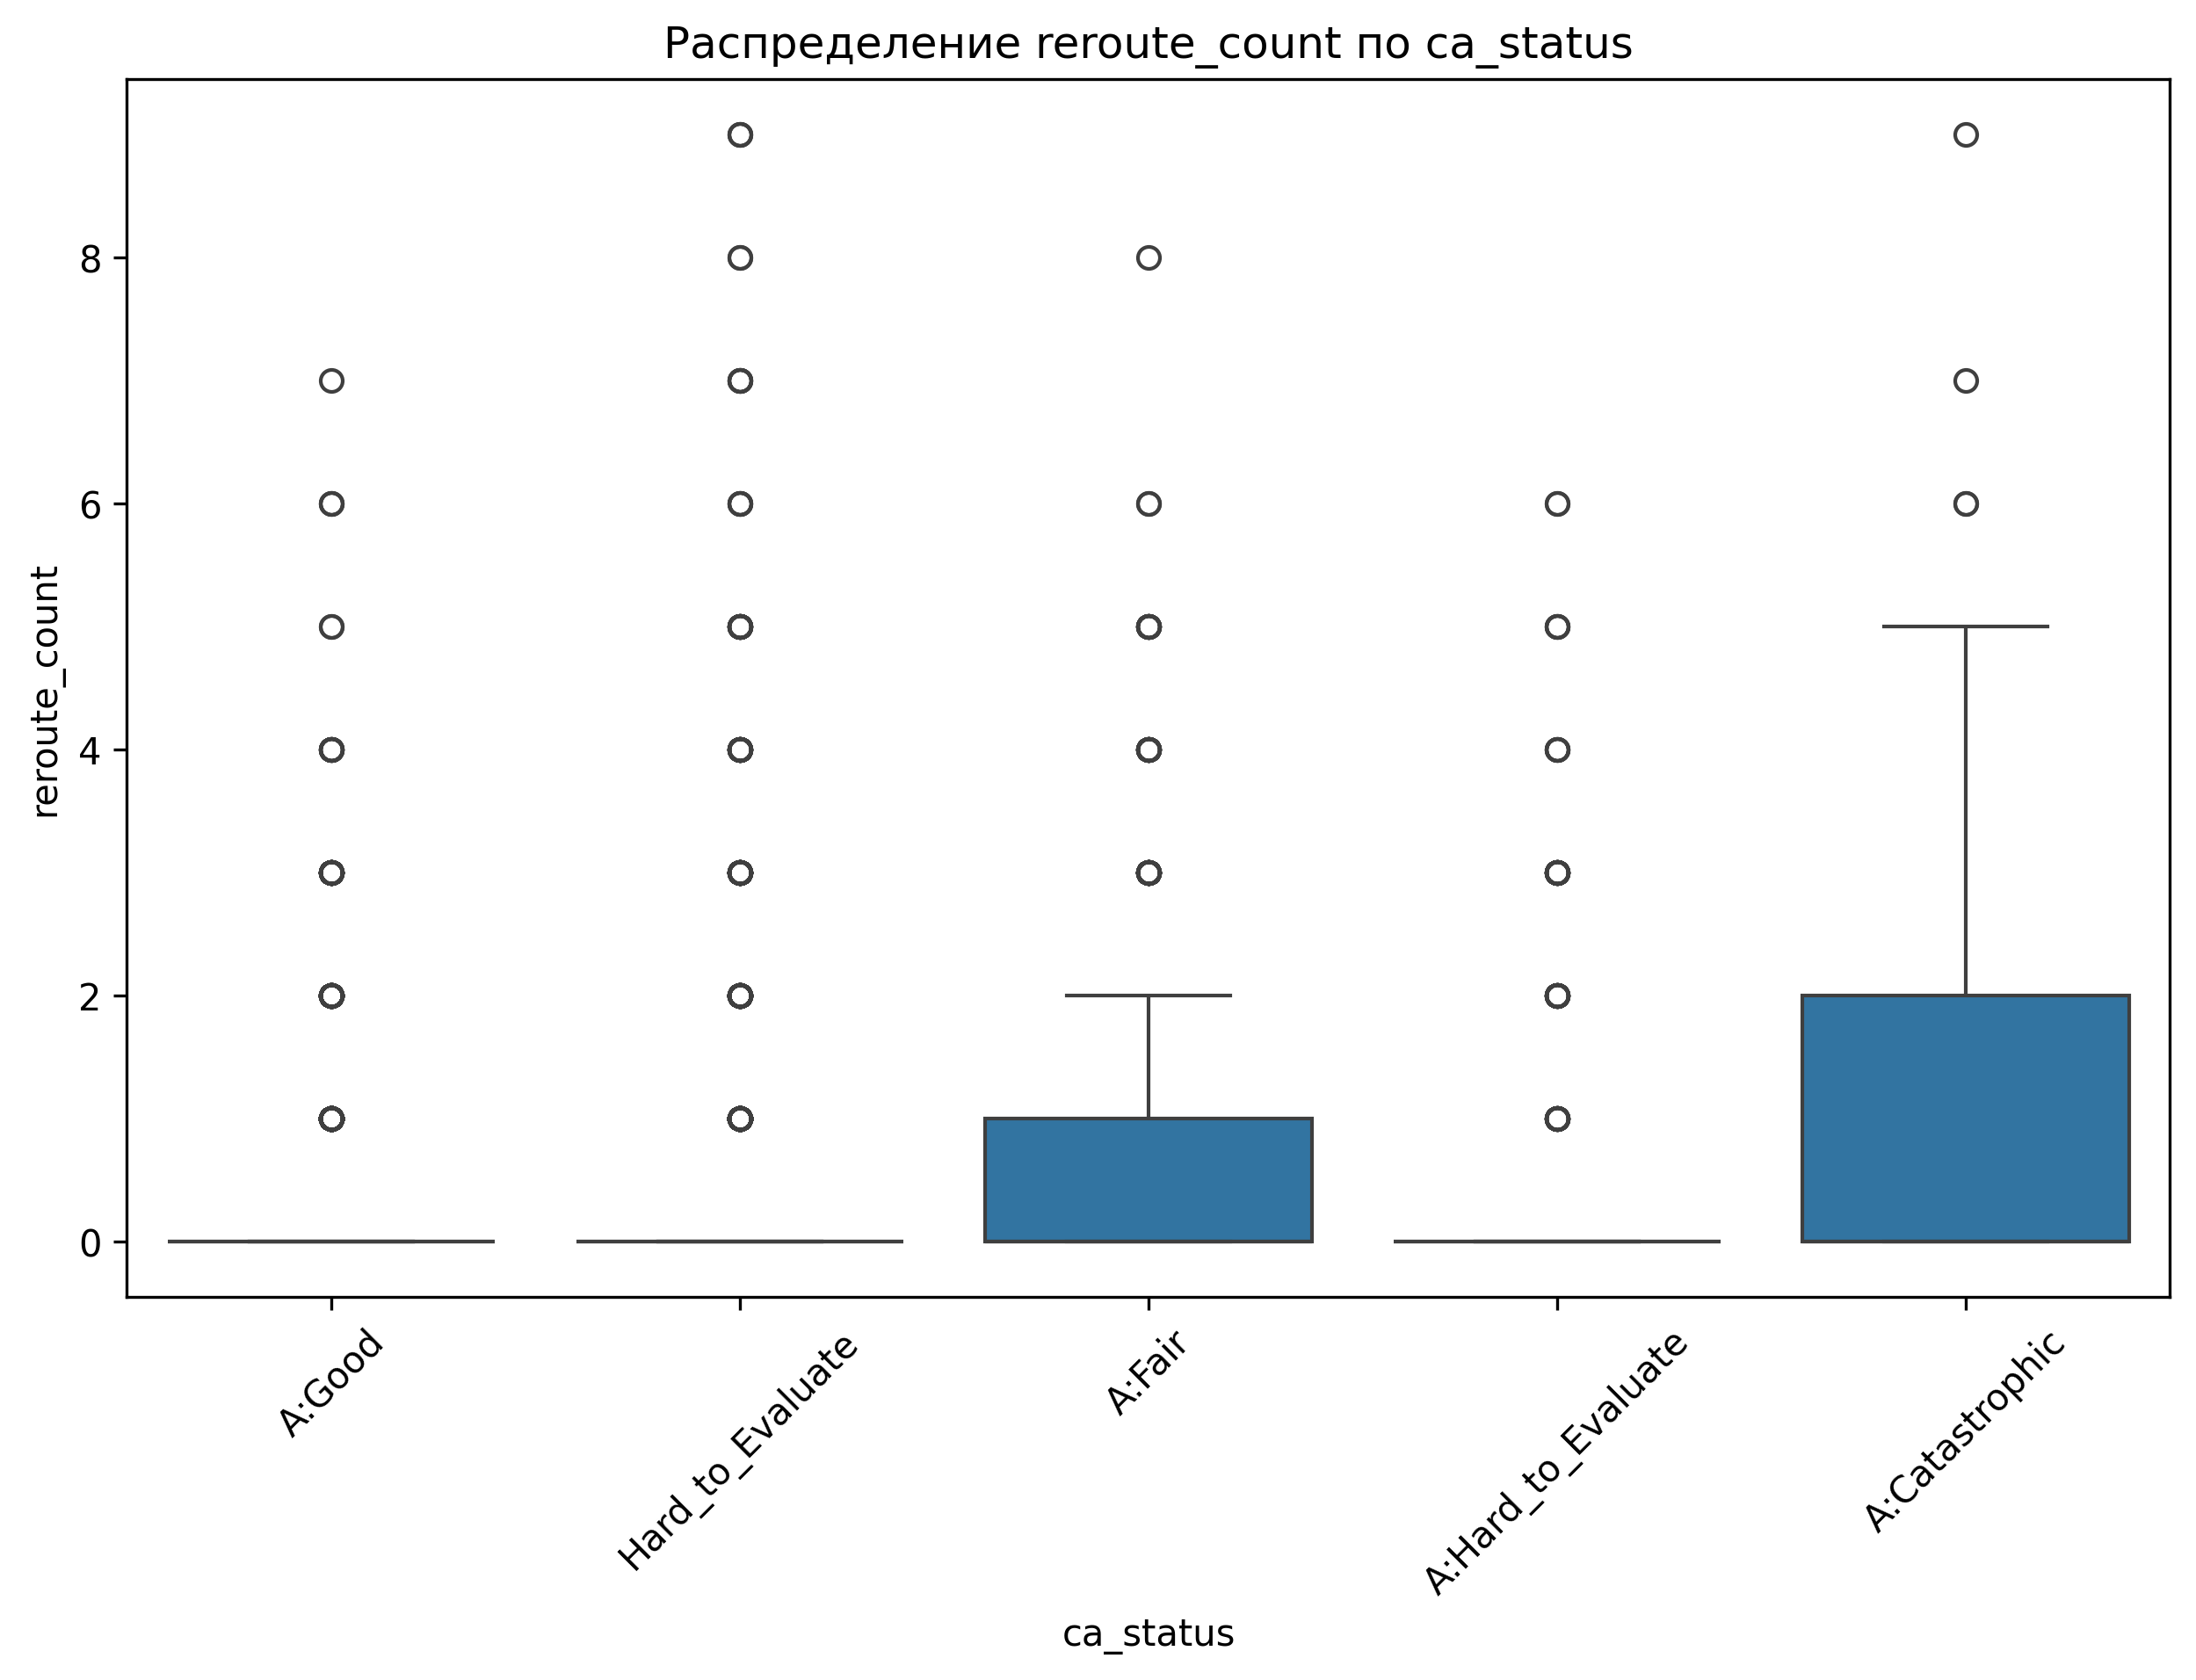 Распределение reroute_count по ca_status
reroute_count
8
6
4
2
0
A:Good
Hard_to_Evaluate
A:Fair
A:Hard_to_Evaluate
A:Catastrophic
ca_status